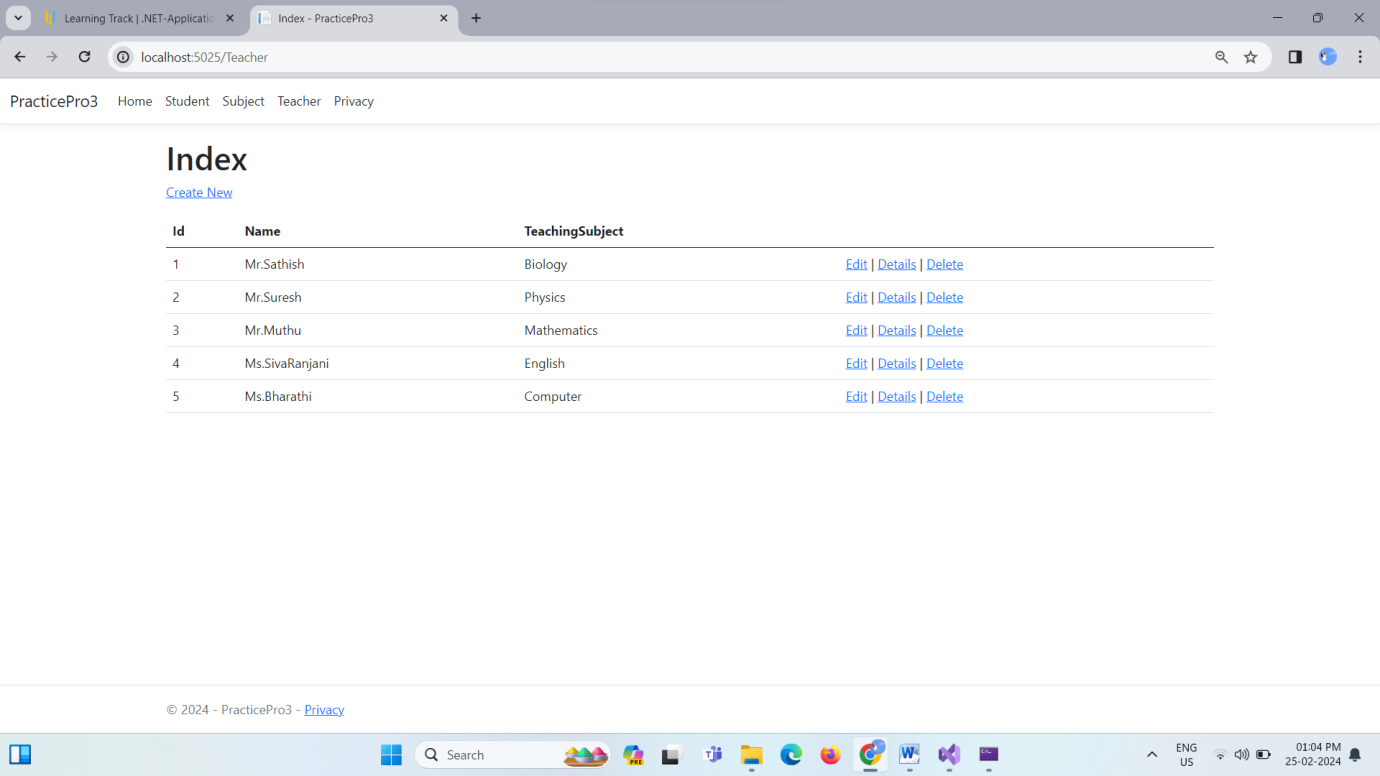 Learning Track | .NET-Applicatio
Index - PracticePro3
localhost:5025/Teacher
PracticePro3 Home Student Subject Teacher Privacy
Index
Create New
Id Name TeachingSubject
1 Mr.Sathish Biology Edit | Details | Delete
2 Mr.Suresh Physics Edit | Details | Delete
3 Mr.Muthu Mathematics Edit | Details | Delete
4 Ms.SivaRanjani English Edit | Details | Delete
5 Ms.Bharathi Computer Edit | Details | Delete
© 2024 - PracticePro3 - Privacy
Search
PRE
ENG
US
01:04 PM
25-02-2024